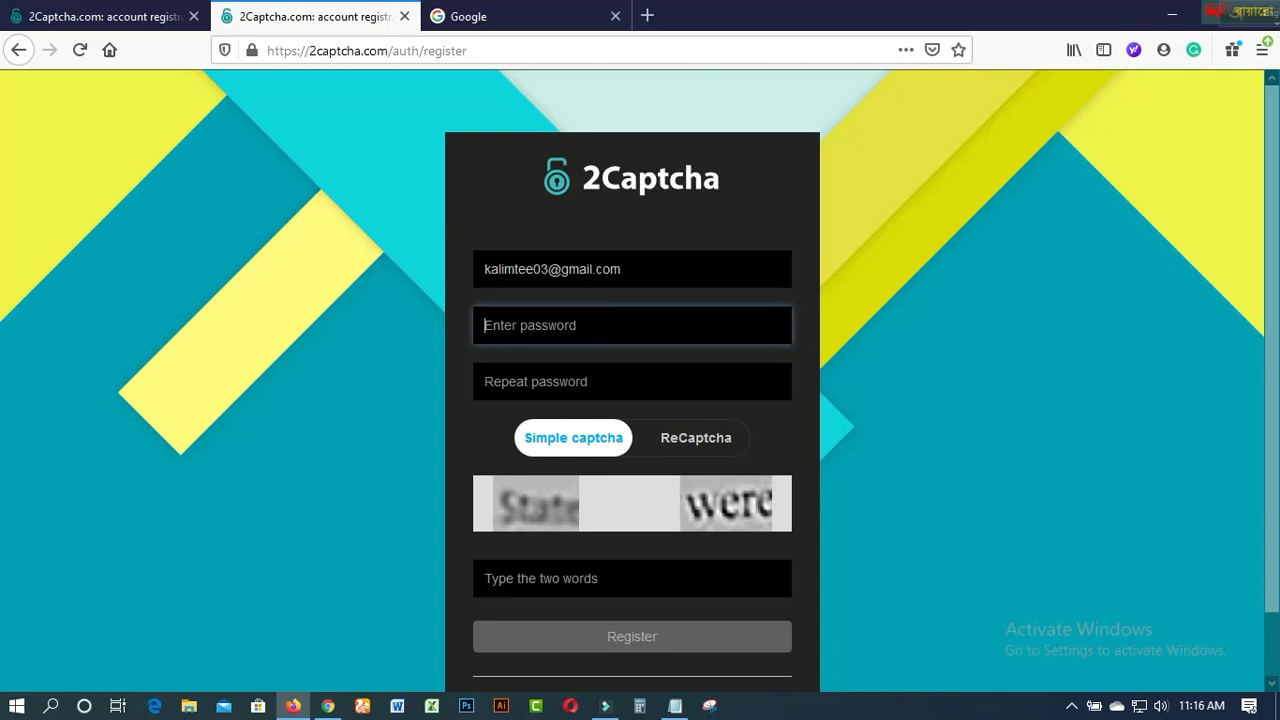 2Captcha.com: account registr
2Captcha.com: account registr
Google
https://2captcha.com/auth/register
2Captcha
kalimtee03@gmail.com
Enter password
Repeat password
Simple captcha
ReCaptcha
State
were
Type the two words
Register
Activate Windows
Go to Settings to activate Windows.
11:16 AM